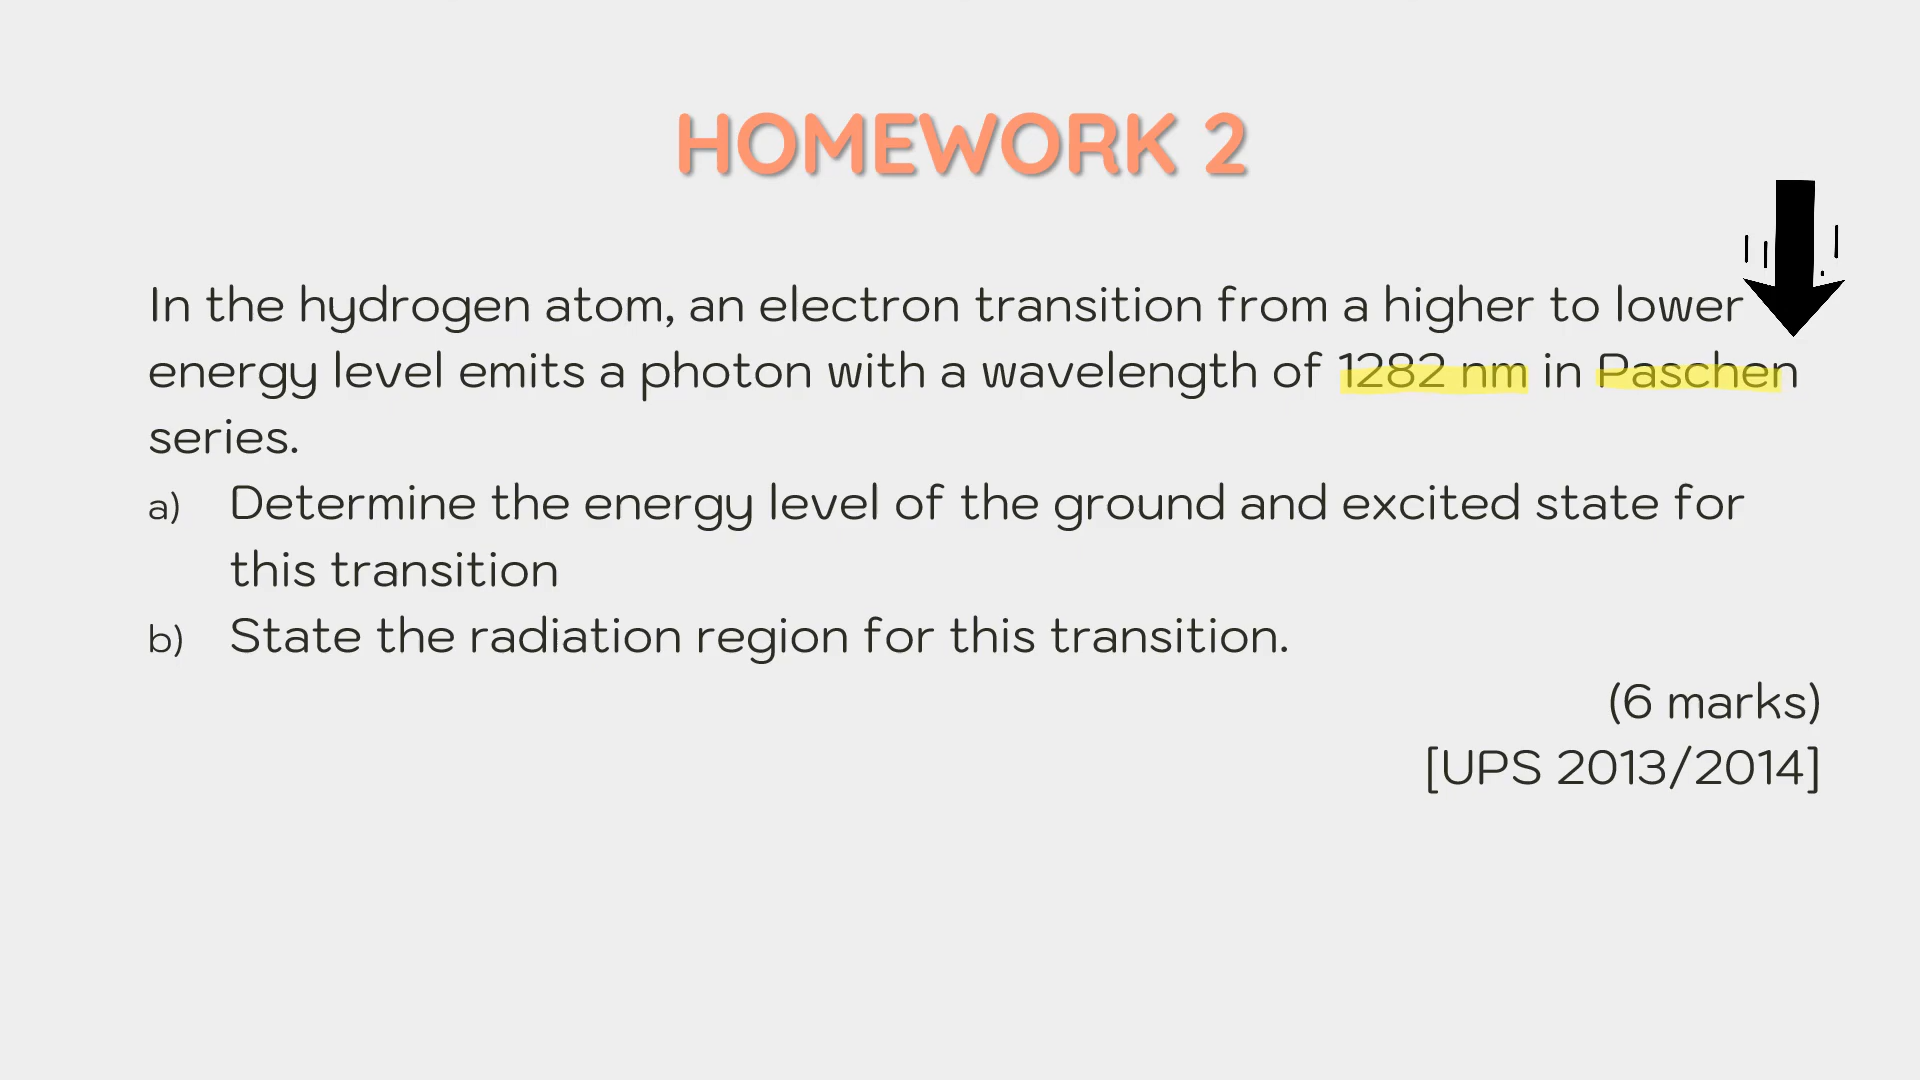 HOMEWORK 2
In the hydrogen atom, an electron transition from a higher to lower
energy level emits a photon with a wavelength of 1282 nm in Paschen
series.
a) Determine the energy level of the ground and excited state for
this transition
b) State the radiation region for this transition.
(6 marks)
[UPS 2013/2014]